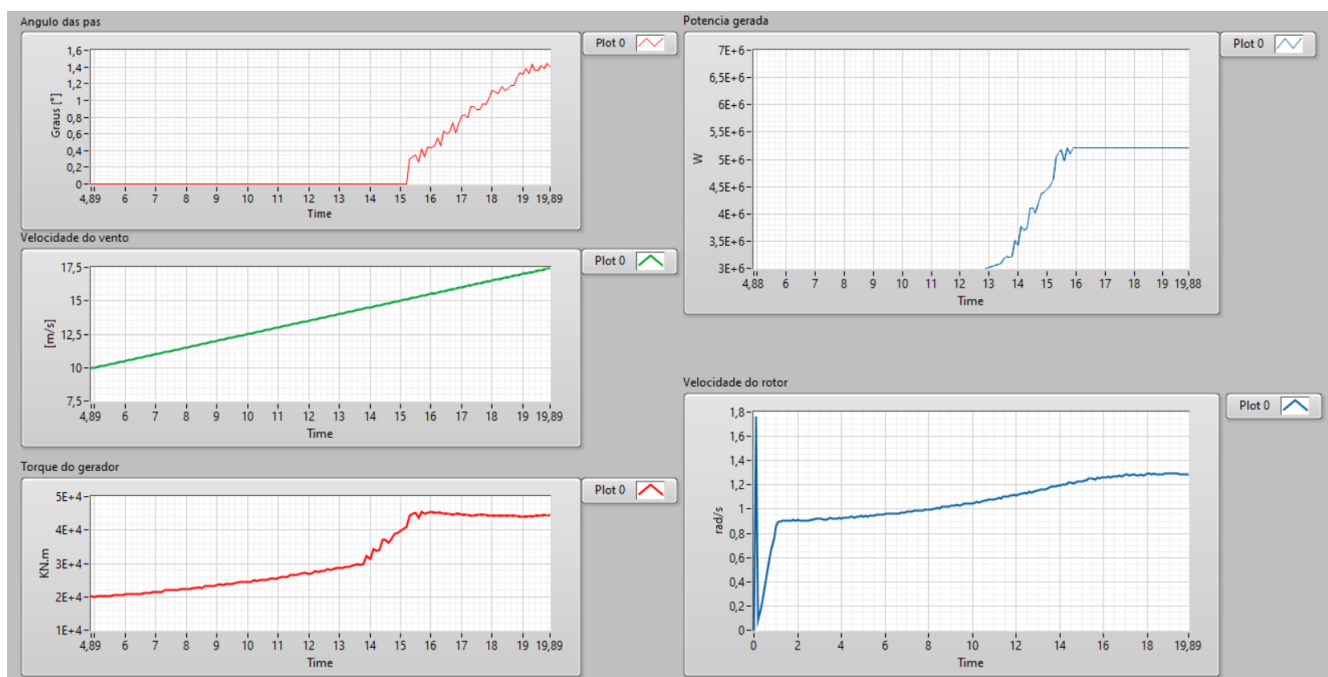 Angulo das pas
Plot 0
Graus [°]
1,6
1,4
1,2
1
0,8
0,6
0,4
0,2
0
4,89 6 7 8 9 10 11 12 13 14 15 16 17 18 19 19,89
Time
Velocidade do vento
Plot 0
[m/s]
17,5
15
12,5
10
7,5
4,89 6 7 8 9 10 11 12 13 14 15 16 17 18 19 19,89
Time
Torque do gerador
Plot 0
KN.m
5E+4
4E+4
3E+4
2E+4
1E+4
4,89 6 7 8 9 10 11 12 13 14 15 16 17 18 19 19,89
Time
Potencia gerada
Plot 0
W
7E+6
6,5E+6
6E+6
5,5E+6
5E+6
4,5E+6
4E+6
3,5E+6
3E+6
4,88 6 7 8 9 10 11 12 13 14 15 16 17 18 19,88
Time
Velocidade do rotor
Plot 0
rad/s
1,8
1,6
1,4
1,2
1
0,8
0,6
0,4
0,2
0
0 2 4 6 8 10 12 14 16 18 19,89
Time